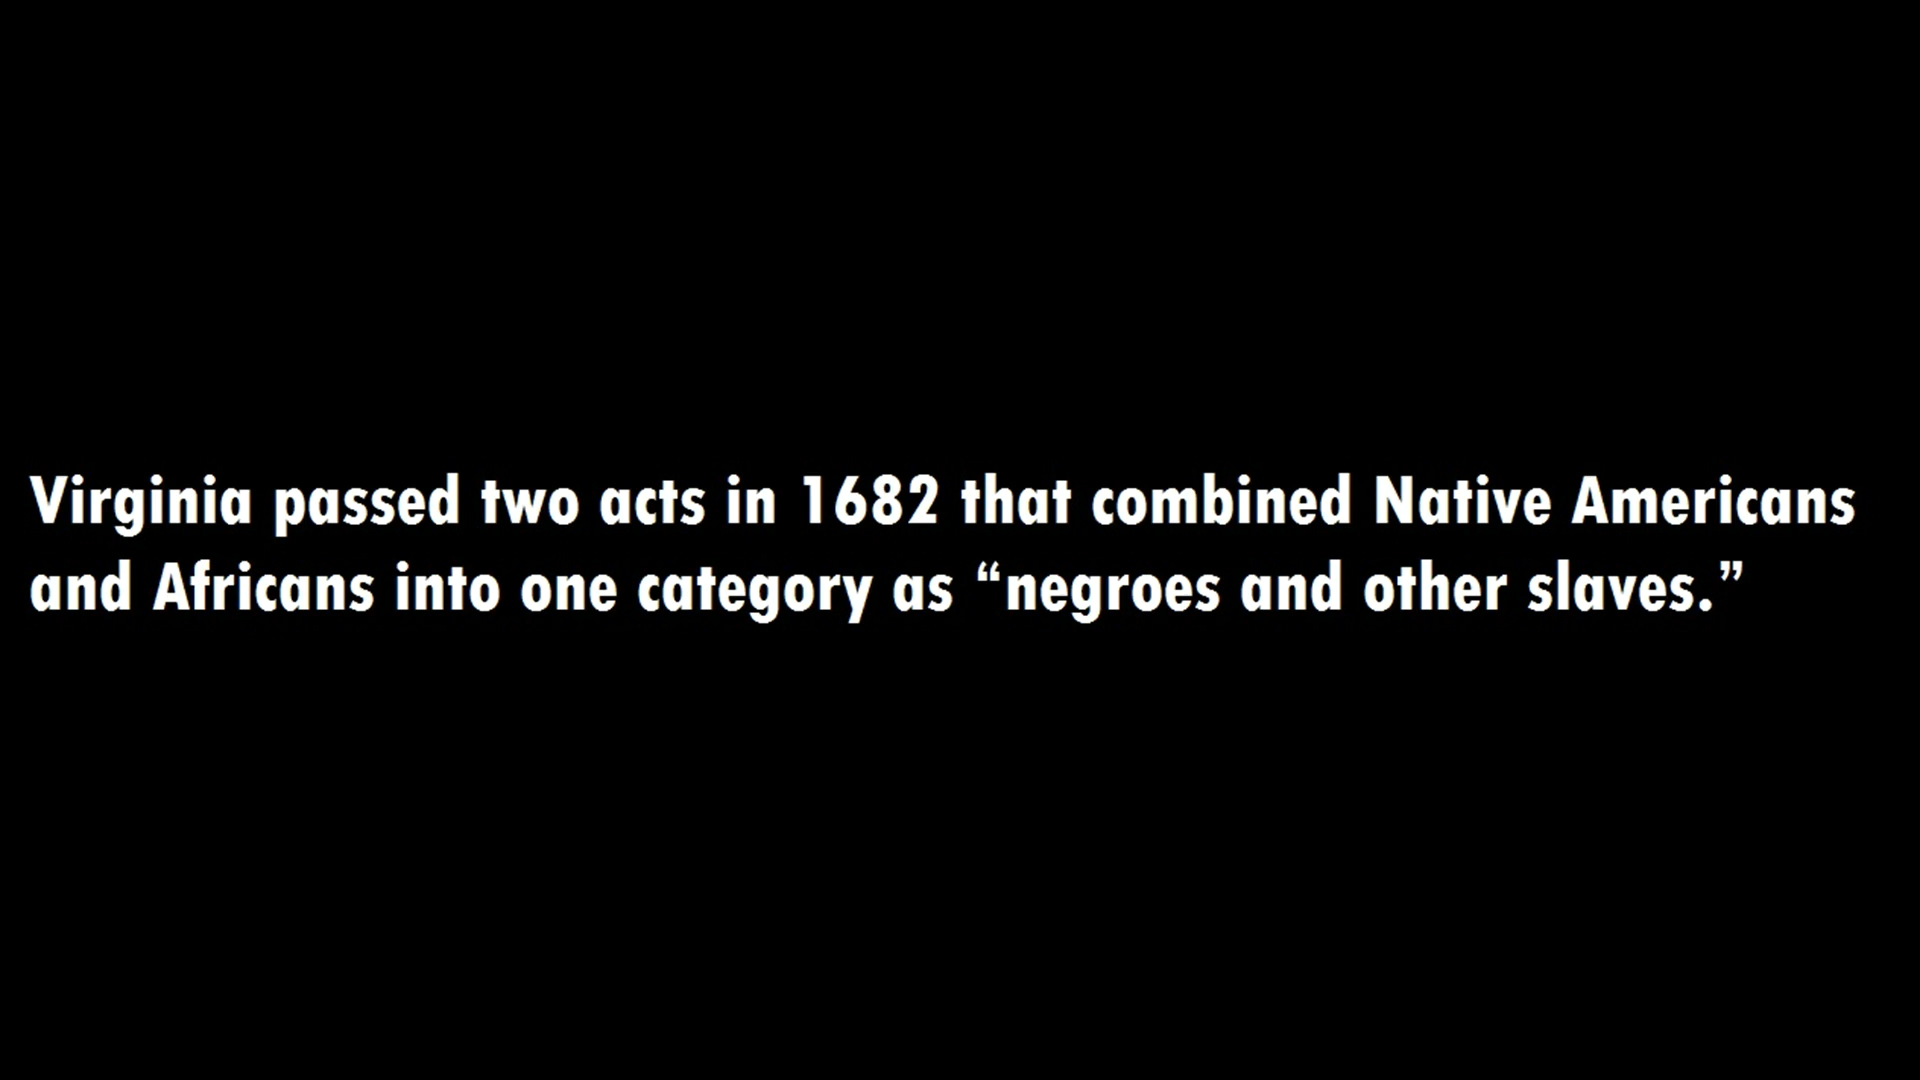 Virginia passed two acts in 1682 that combined Native Americans
and Africans into one category as “negroes and other slaves.”